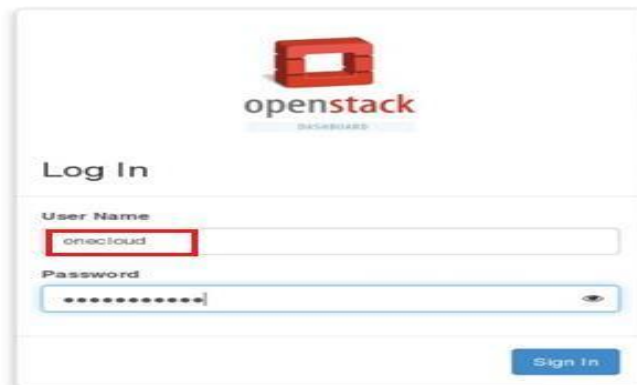 openstack
DASHBOARD
Log In
User Name
onecloud
Password
Sign In